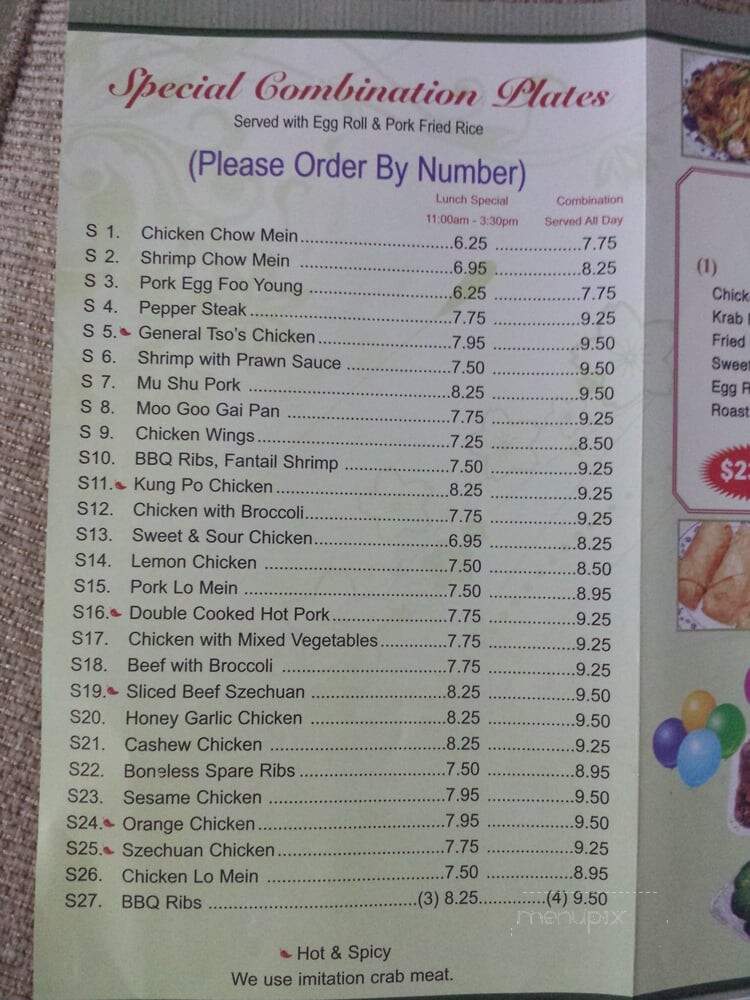 Special Combination Plates
Served with Egg Roll & Pork Fried Rice
(Please Order By Number)
Lunch Special Combination
11:00am - 3:30pm Served All Day
S 1. Chicken Chow Mein..........................6.25 ...................7.75
S 2. Shrimp Chow Mein ..........................6.95 ...................8.25
S 3. Pork Egg Foo Young ........................6.25 ...................7.75
S 4. Pepper Steak...................................7.75 ...................9.25
S 5. General Tso's Chicken.......................7.95 ...................9.50
S 6. Shrimp with Prawn Sauce ..................7.50 ...................9.50
S 7. Mu Shu Pork ...................................8.25 ...................9.50
S 8. Moo Goo Gai Pan .............................7.75 ...................9.25
S 9. Chicken Wings.................................7.25 ...................8.50
S10. BBQ Ribs, Fantail Shrimp ..................7.50 ...................9.25
S11. Kung Po Chicken..............................8.25 ...................9.25
S12. Chicken with Broccoli........................7.75 ...................9.25
S13. Sweet & Sour Chicken.......................6.95 ...................8.25
S14. Lemon Chicken ...............................7.50 ...................8.50
S15. Pork Lo Mein ..................................7.50 ...................8.95
S16. Double Cooked Hot Pork....................7.75 ...................9.25
S17. Chicken with Mixed Vegetables............7.75 ...................9.25
S18. Beef with Broccoli ............................7.75 ...................9.25
S19. Sliced Beef Szechuan .......................8.25 ...................9.50
S20. Honey Garlic Chicken .......................8.25 ...................9.50
S21. Cashew Chicken ..............................8.25 ...................9.25
S22. Boneless Spare Ribs.........................7.50 ...................8.95
S23. Sesame Chicken .............................7.95 ...................9.50
S24. Orange Chicken...............................7.95 ...................9.50
S25. Szechuan Chicken............................7.75 ...................9.25
S26. Chicken Lo Mein ..............................7.50 ...................8.95
S27. BBQ Ribs .......................................(3) 8.25..............(4) 9.50
Hot & Spicy
We use imitation crab meat.
(1)
Chick
Krab
Fried
Sweet
Egg R
Roast
$2
menupix